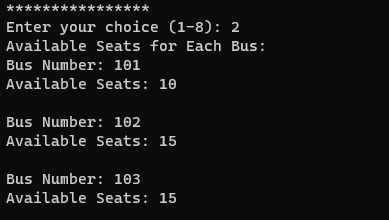 ****************
Enter your choice (1-8): 2
Available Seats for Each Bus:
Bus Number: 101
Available Seats: 10
Bus Number: 102
Available Seats: 15
Bus Number: 103
Available Seats: 15